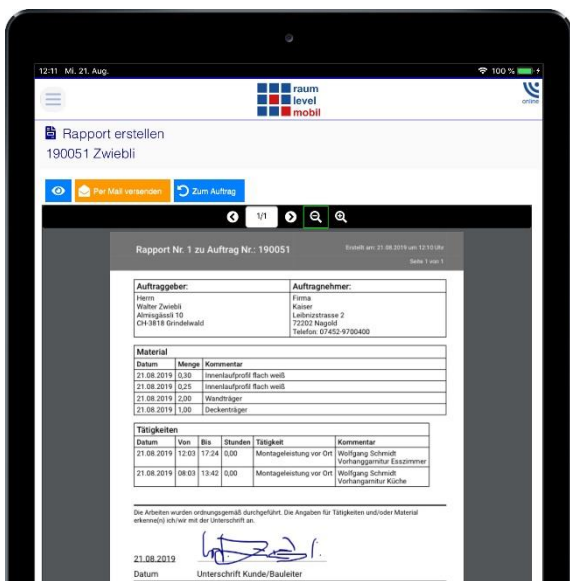 12:11 Mi. 21. Aug. 100 %
raum
level
mobil
online
Rapport erstellen
190051 Zwiebli
Per Mail versenden Zum Auftrag
1/1
Rapport Nr. 1 zu Auftrag Nr.: 190051 Erstellt am: 21.08.2019 um 12:10 Uhr
Seite 1 von 1
Auftraggeber: Auftragnehmer:
Herrn Firma
Walter Zwiebli Kaiser
Almisgässli 10 Leibnizstrasse 2
CH-3818 Grindelwald 72202 Nagold
Telefon: 07452-9700400
Material
Datum Menge Kommentar
21.08.2019 0,30 Innenlaufprofil flach weiß
21.08.2019 0,25 Innenlaufprofil flach weiß
21.08.2019 2,00 Wandträger
21.08.2019 1,00 Deckenträger
Tätigkeiten
Datum Von Bis Stunden Tätigkeit Kommentar
21.08.2019 12:03 17:24 0,00 Montageleistung vor Ort Wolfgang Schmidt
Vorhanggarnitur Esszimmer
21.08.2019 08:03 13:42 0,00 Montageleistung vor Ort Wolfgang Schmidt
Vorhangarnitur Küche
Die Arbeiten wurden ordnungsgemäß durchgeführt. Die Angaben für Tätigkeiten und/oder Material
erkenne(n) ich/wir mit der Unterschrift an.
21.08.2019
Datum Unterschrift Kunde/Bauleiter